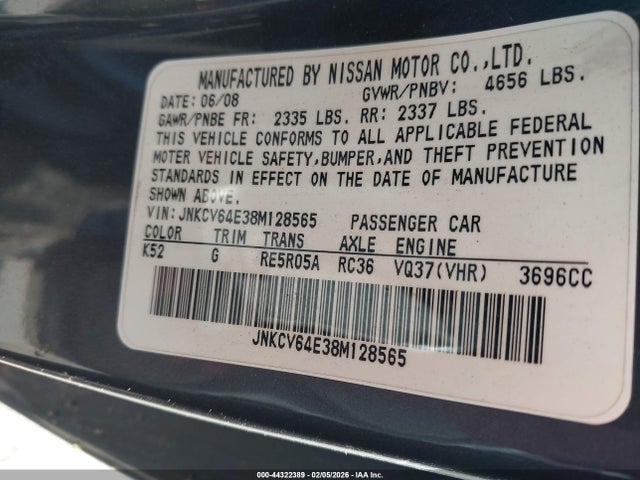 MANUFACTURED BY NISSAN MOTOR CO.,LTD.
DATE: 06/08 GVWR/PNBV: 4656 LBS.
GAWR/PNBE FR: 2335 LBS. RR: 2337 LBS.
THIS VEHICLE CONFORMS TO ALL APPLICABLE FEDERAL
MOTER VEHICLE SAFETY,BUMPER,AND THEFT PREVENTION
STANDARDS IN EFFECT ON THE DATE OF MANUFACTURE
SHOWN ABOVE.
VIN:JNKCV64E38M128565 PASSENGER CAR
COLOR TRIM TRANS AXLE ENGINE
K52 G RE5R05A RC36 VQ37(VHR) 3696CC
JNKCV64E38M128565
000-44322389 - 02/05/2026 - IAA Inc.